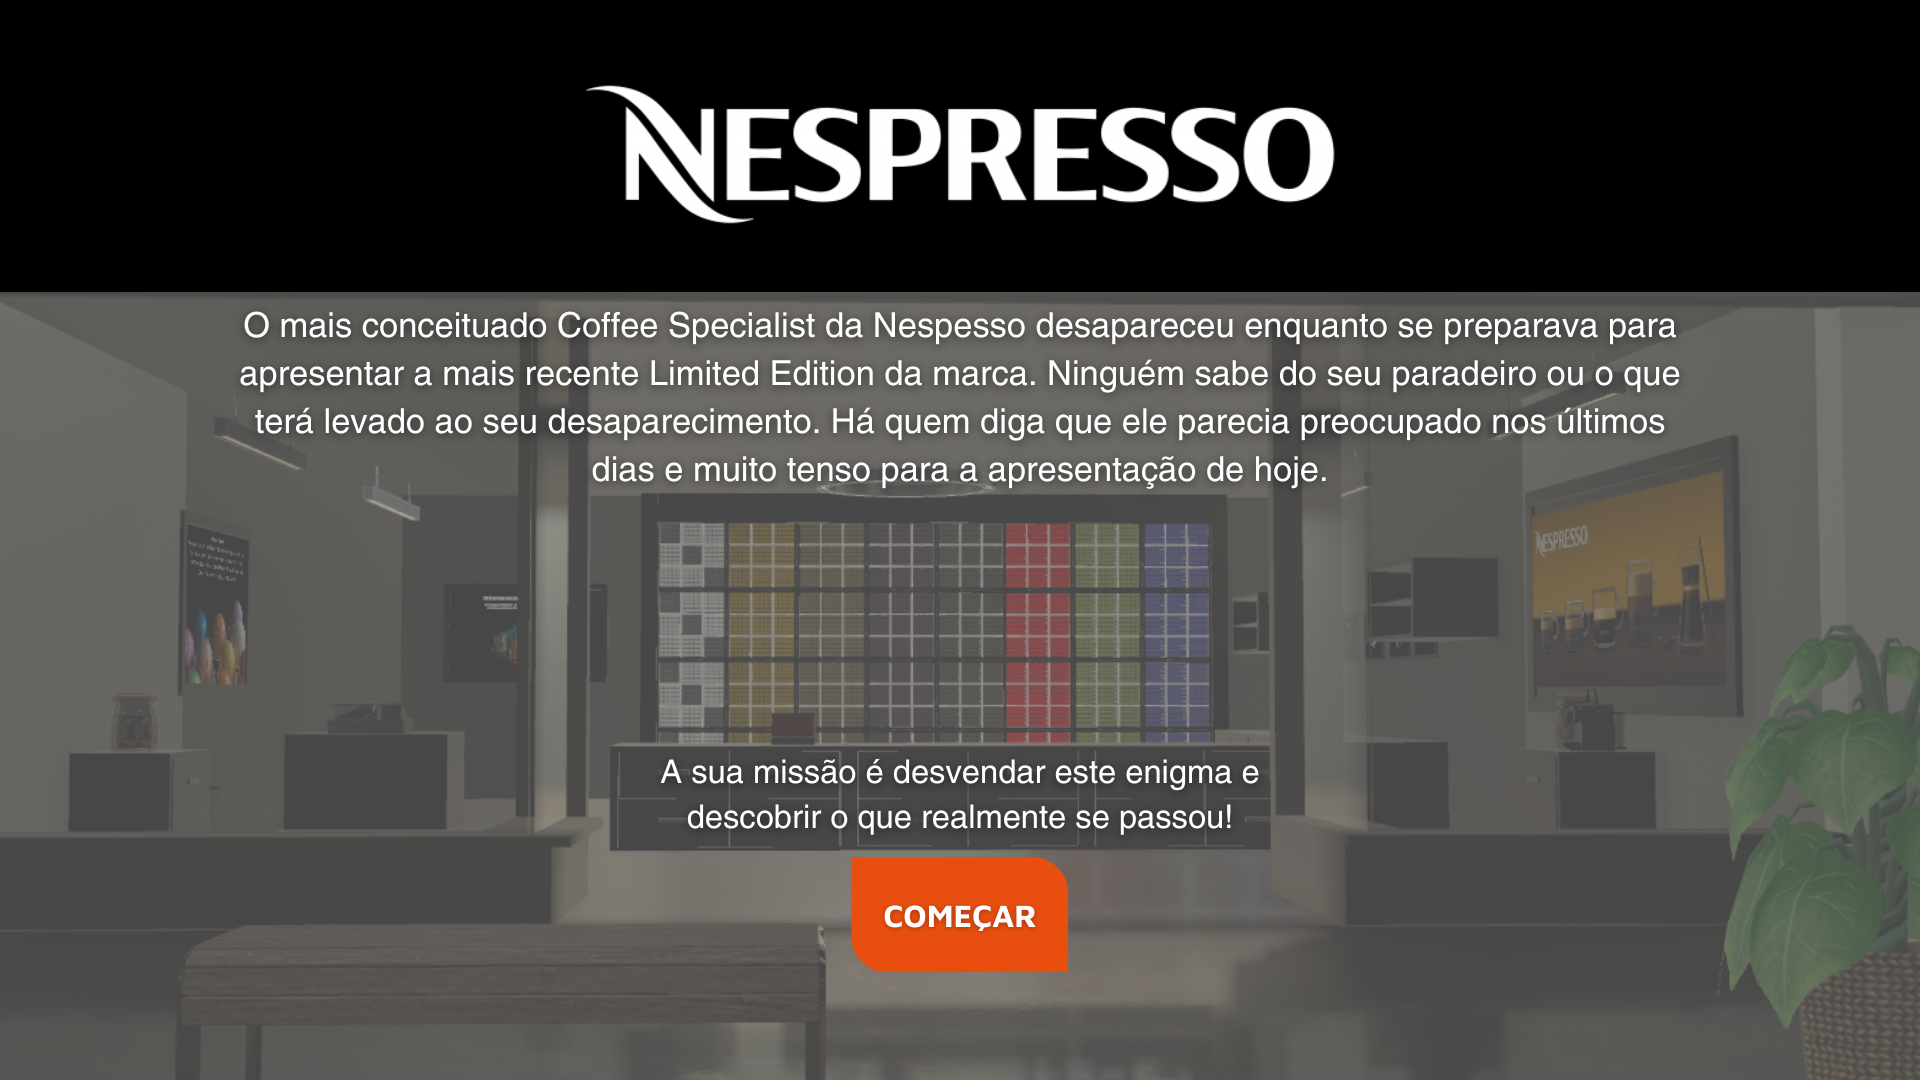 NESPRESSO
O mais conceituado Coffee Specialist da Nespesso desapareceu enquanto se preparava para
apresentar a mais recente Limited Edition da marca. Ninguém sabe do seu paradeiro ou o que
terá levado ao seu desaparecimento. Há quem diga que ele parecia preocupado nos últimos
dias e muito tenso para a apresentação de hoje.
NESPRESSO
A sua missão é desvendar este enigma e
descobrir o que realmente se passou!
COMEÇAR